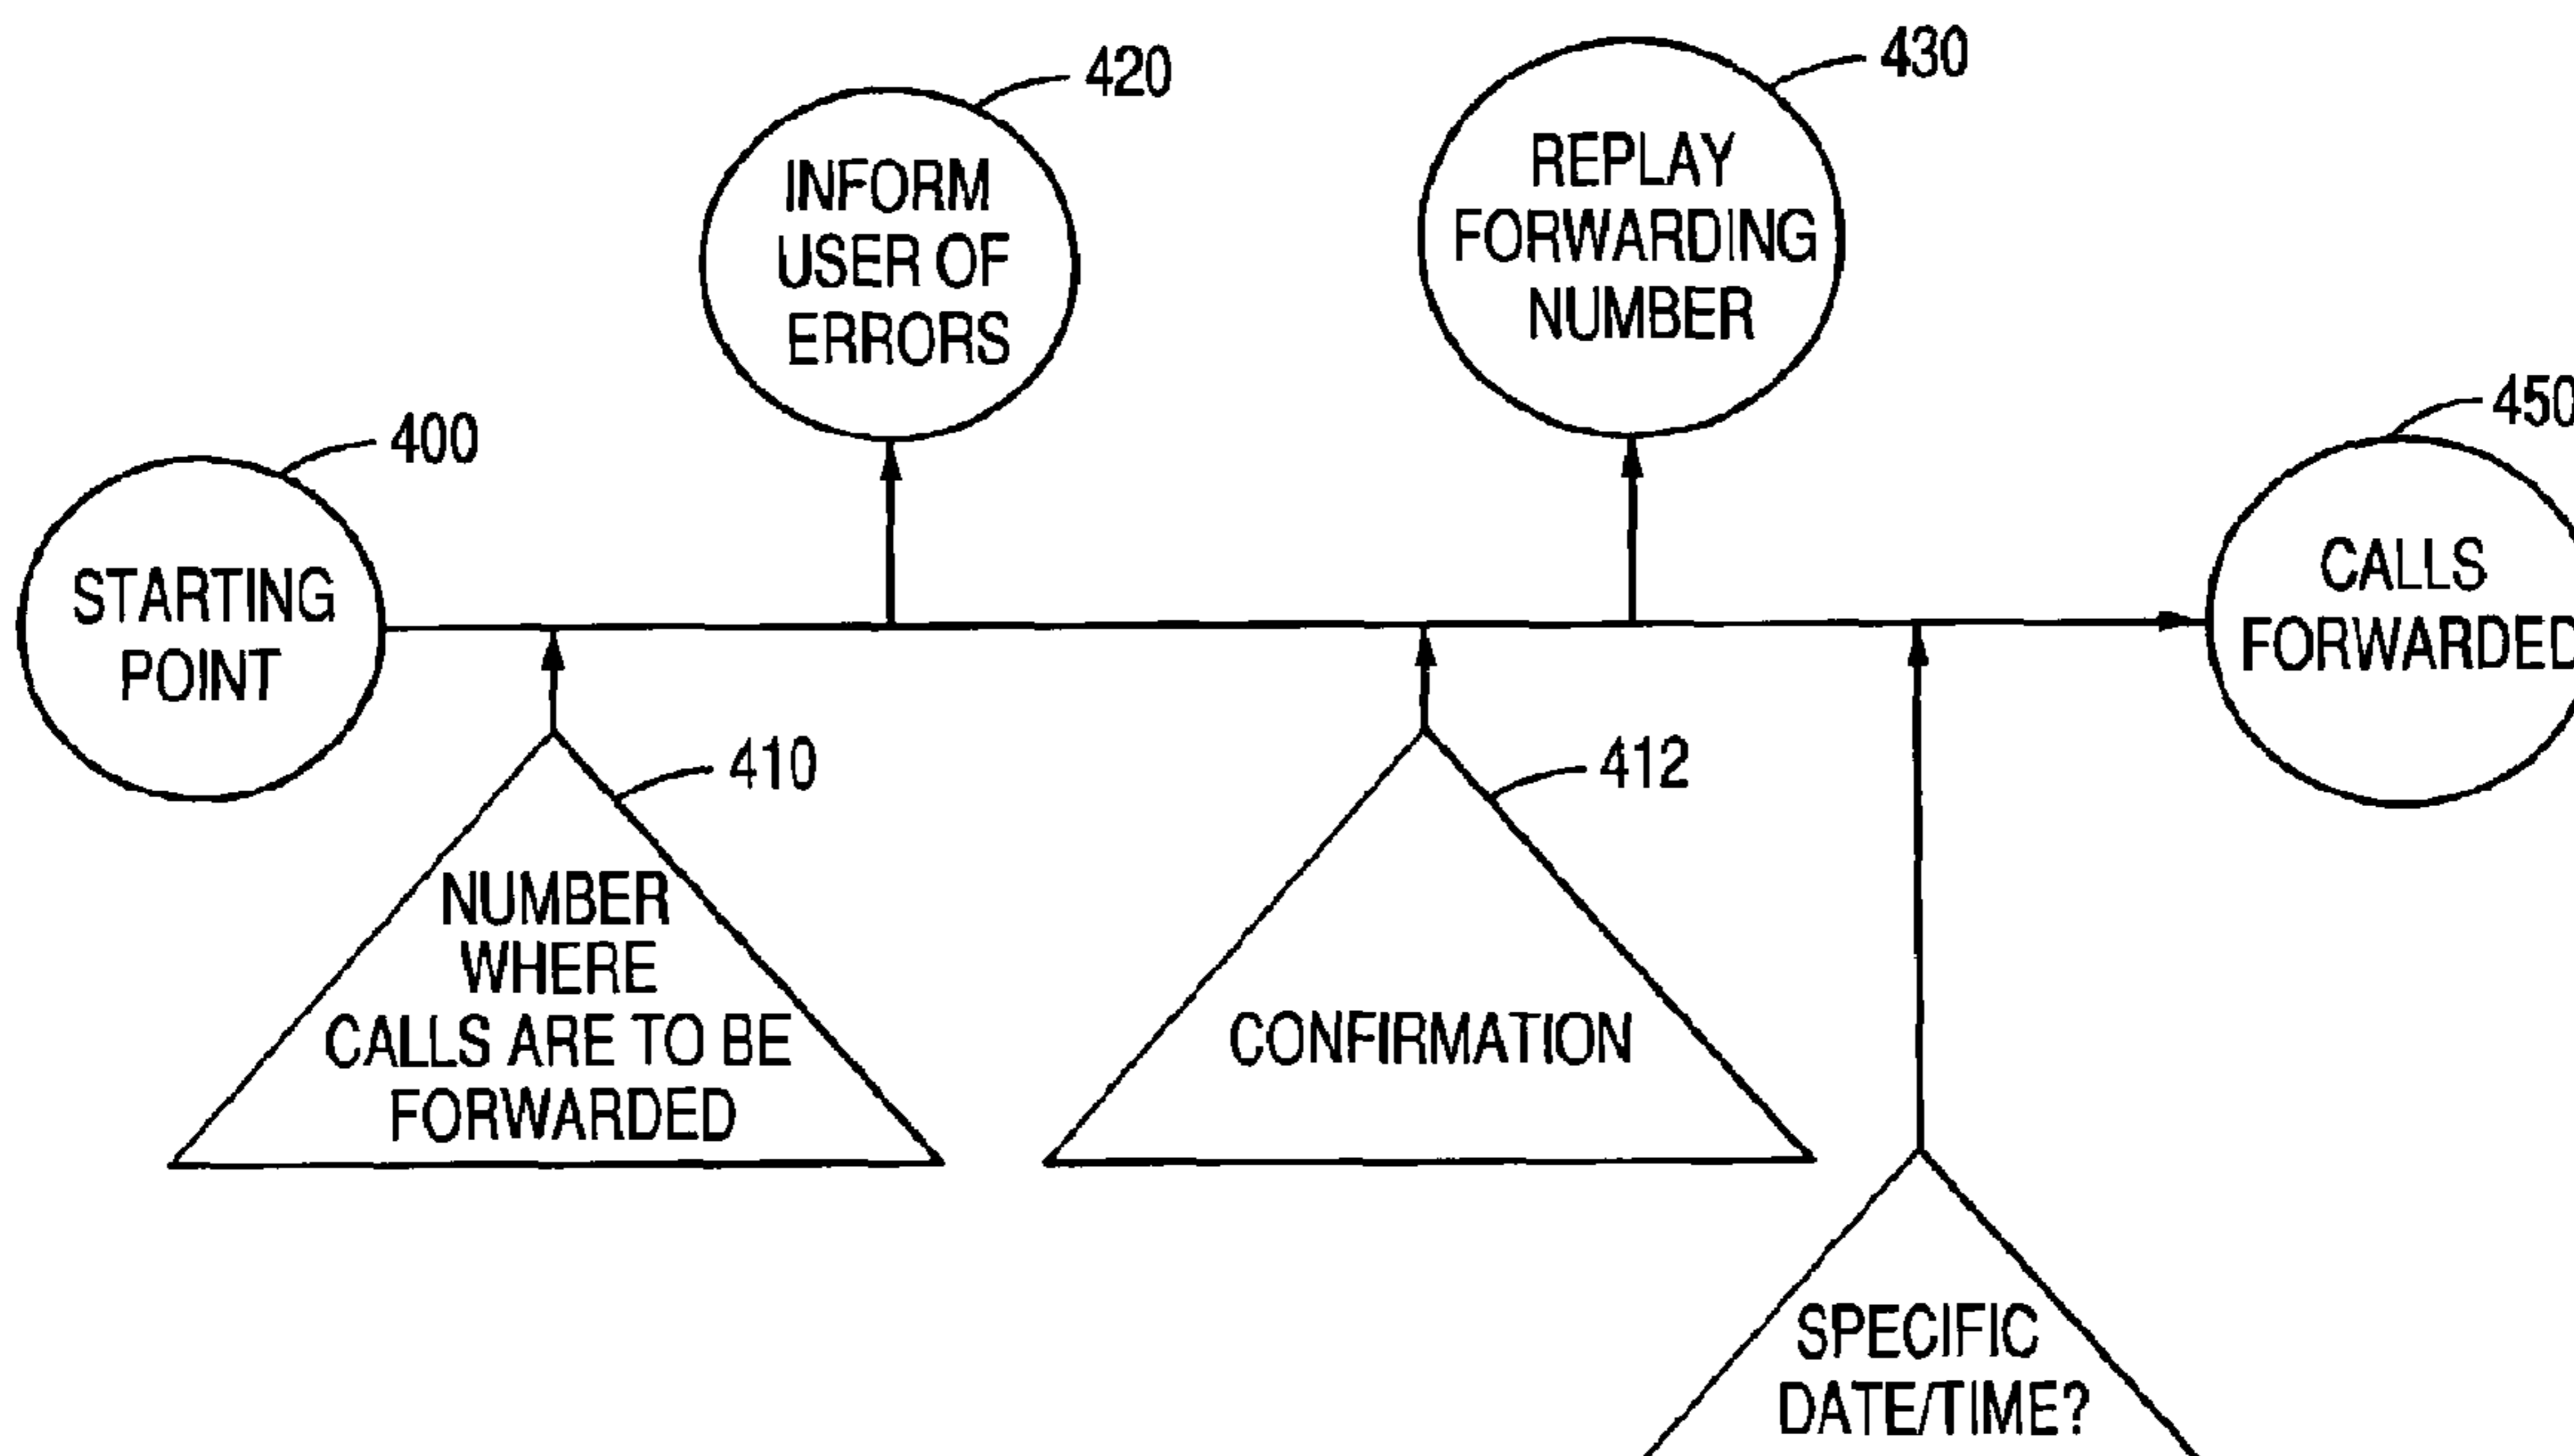 420
INFORM
USER OF
ERRORS
430
REPLAY
FORWARDING
NUMBER
400
STARTING
POINT
450
CALLS
FORWARDED
410
NUMBER
WHERE
CALLS ARE TO BE
FORWARDED
412
CONFIRMATION
SPECIFIC
DATE/TIME?